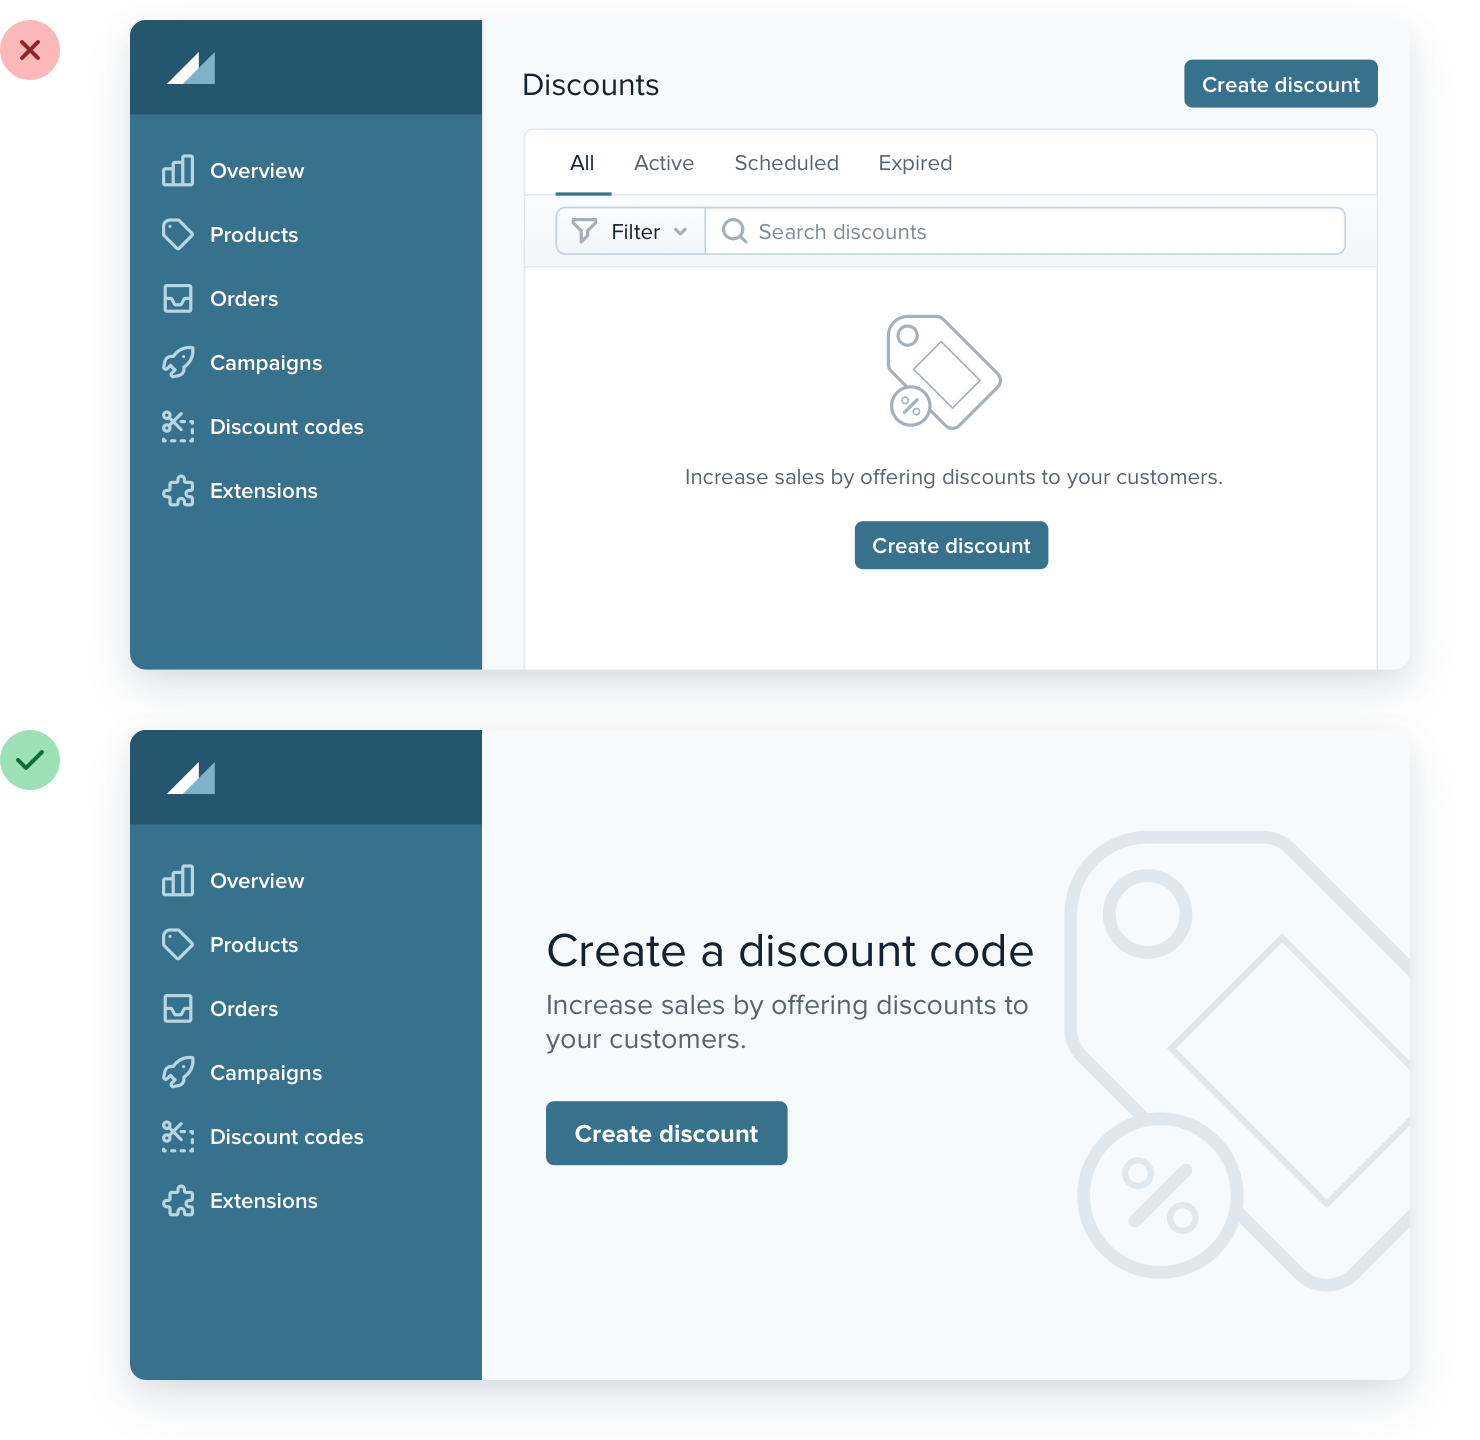 Discounts
Create discount
Overview
Products
Orders
Campaigns
Discount codes
Extensions
All Active Scheduled Expired
Filter Search discounts
%
Increase sales by offering discounts to your customers.
Create discount
Overview
Products
Orders
Campaigns
Discount codes
Extensions
Create a discount code
Increase sales by offering discounts to
your customers.
Create discount
%